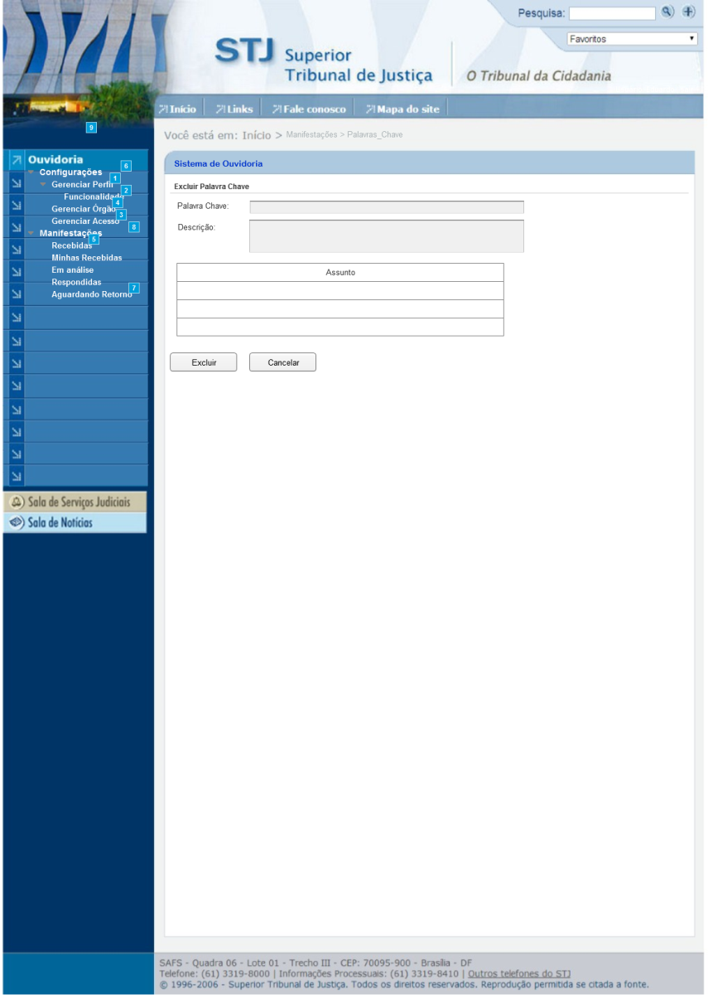 Pesquisa:
Favoritos
STJ Superior
Tribunal de Justiça
O Tribunal da Cidadania
Início
Links
Fale conosco
Mapa do site
9
Você está em: Início > Manifestações > Palavras_Chave
Ouvidoria
6
Configurações
1
Gerenciar Perfil
2
Funcionalidade
4
Gerenciar Órgão
3
Gerenciar Acesso
8
Manifestações
5
Recebidas
Minhas Recebidas
Em análise
Respondidas
7
Aguardando Retorno
Sala de Serviços Judiciais
Sala de Notícias
Sistema de Ouvidoria
Excluir Palavra Chave
Palavra Chave:
Descrição:
Assunto
Excluir
Cancelar
SAFS - Quadra 06 - Lote 01 - Trecho III - CEP: 70095-900 - Brasília - DF
Telefone: (61) 3319-8000 | Informações Processuais: (61) 3319-8410 | Outros telefones do STJ
© 1996-2006 - Superior Tribunal de Justiça. Todos os direitos reservados. Reprodução permitida se citada a fonte.